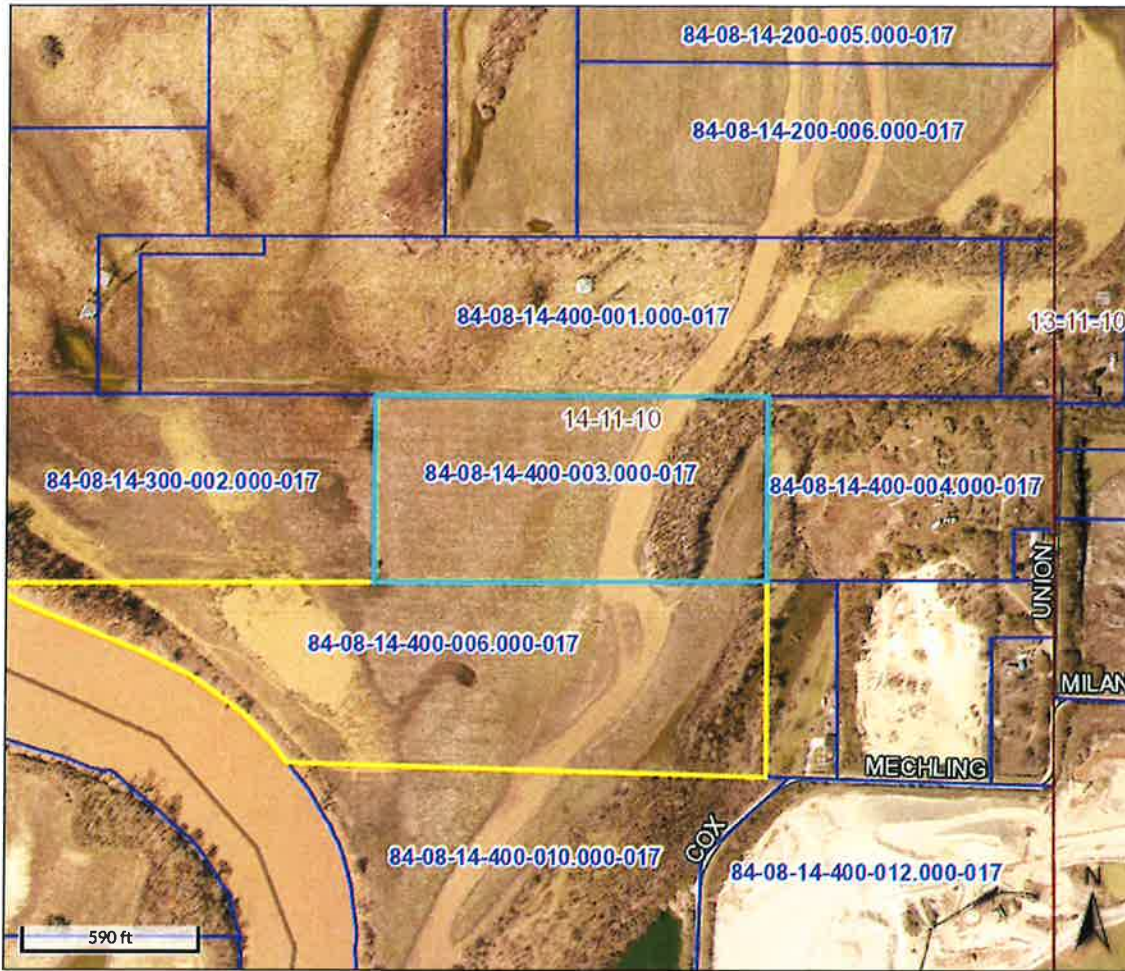 84-08-14-200-005.000-017
84-08-14-200-006.000-017
84-08-14-400-001.000-017
13-11-10
14-11-10
84-08-14-300-002.000-017
84-08-14-400-003.000-017
84-08-14-400-004.000-017
UNION
84-08-14-400-006.000-017
MILAN
MECHLING
COX
84-08-14-400-010.000-017
84-08-14-400-012.000-017
N
590 ft